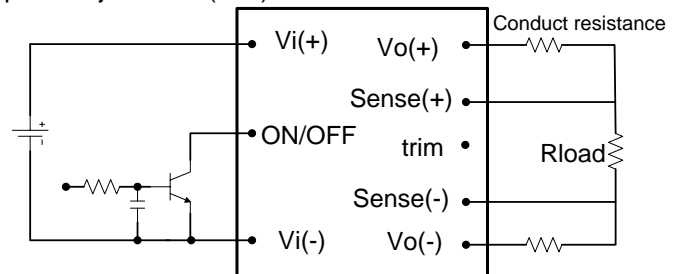 Conduct resistance
Vi(+)
Vo(+)
Sense(+)
ON/OFF
trim
Rload
Sense(-)
Vi(-)
Vo(-)
+
-